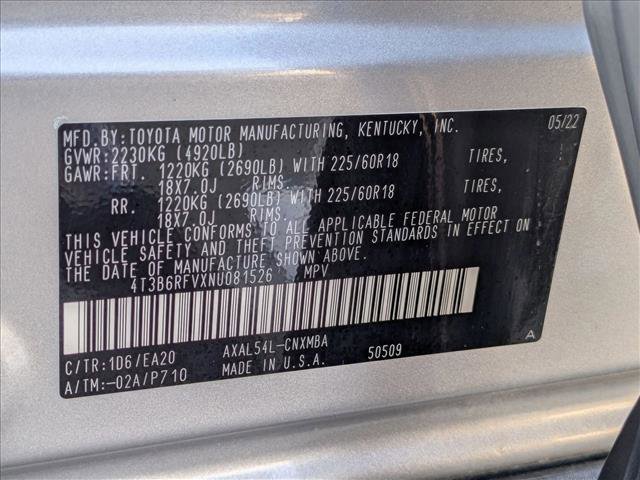 MFD.BY:TOYOTA MOTOR MANUFACTURING, KENTUCKY, INC. 05/22
GVWR: 2230KG (4920LB)
GAWR:FRT. 1220KG (2690LB) WITH 225/60R18 TIRES,
18X7.0J RIMS.
RR. 1220KG (2690LB) WITH 225/60R18 TIRES,
18X7.0J RIMS.
THIS VEHICLE CONFORMS TO ALL APPLICABLE FEDERAL MOTOR
VEHICLE SAFETY AND THEFT PREVENTION STANDARDS IN EFFECT ON
THE DATE OF MANUFACTURE SHOWN ABOVE.
4T3B6RFVXNU081526 MPV
C/TR:1D6/EA20 AXAL54L-CNXMBA A
A/TM:-02A/P710 MADE IN U.S.A. 50509